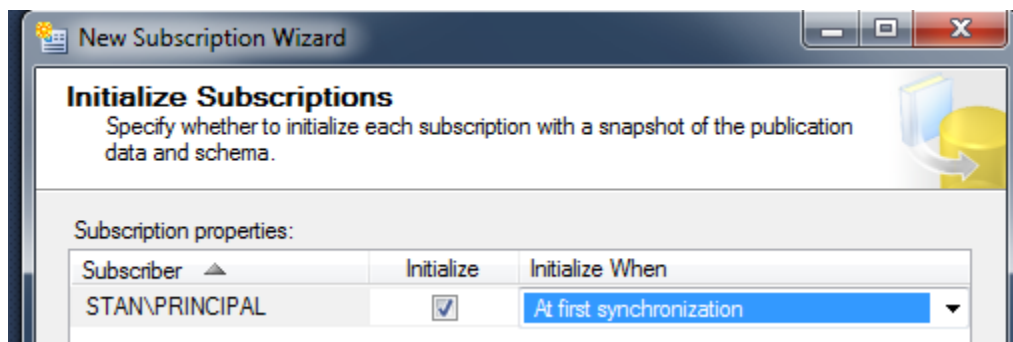 New Subscription Wizard
Initialize Subscriptions
Specify whether to initialize each subscription with a snapshot of the publication
data and schema.
Subscription properties:
Subscriber Initialize Initialize When
STAN\PRINCIPAL At first synchronization